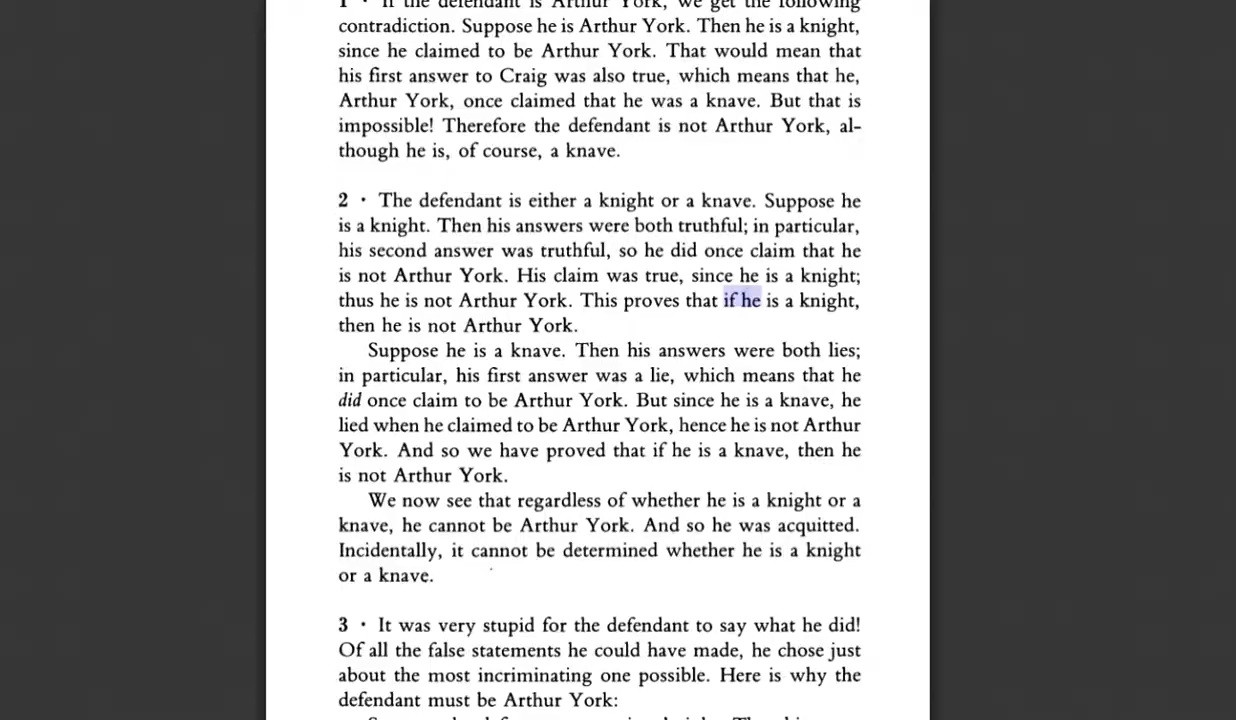 1 · If the defendant is Arthur York, we get the following
contradiction. Suppose he is Arthur York. Then he is a knight,
since he claimed to be Arthur York. That would mean that
his first answer to Craig was also true, which means that he,
Arthur York, once claimed that he was a knave. But that is
impossible! Therefore the defendant is not Arthur York, al-
though he is, of course, a knave.
2 · The defendant is either a knight or a knave. Suppose he
is a knight. Then his answers were both truthful; in particular,
his second answer was truthful, so he did once claim that he
is not Arthur York. His claim was true, since he is a knight;
thus he is not Arthur York. This proves that if he is a knight,
then he is not Arthur York.
Suppose he is a knave. Then his answers were both lies;
in particular, his first answer was a lie, which means that he
did once claim to be Arthur York. But since he is a knave, he
lied when he claimed to be Arthur York, hence he is not Arthur
York. And so we have proved that if he is a knave, then he
is not Arthur York.
We now see that regardless of whether he is a knight or a
knave, he cannot be Arthur York. And so he was acquitted.
Incidentally, it cannot be determined whether he is a knight
or a knave.
3 · It was very stupid for the defendant to say what he did!
Of all the false statements he could have made, he chose just
about the most incriminating one possible. Here is why the
defendant must be Arthur York: